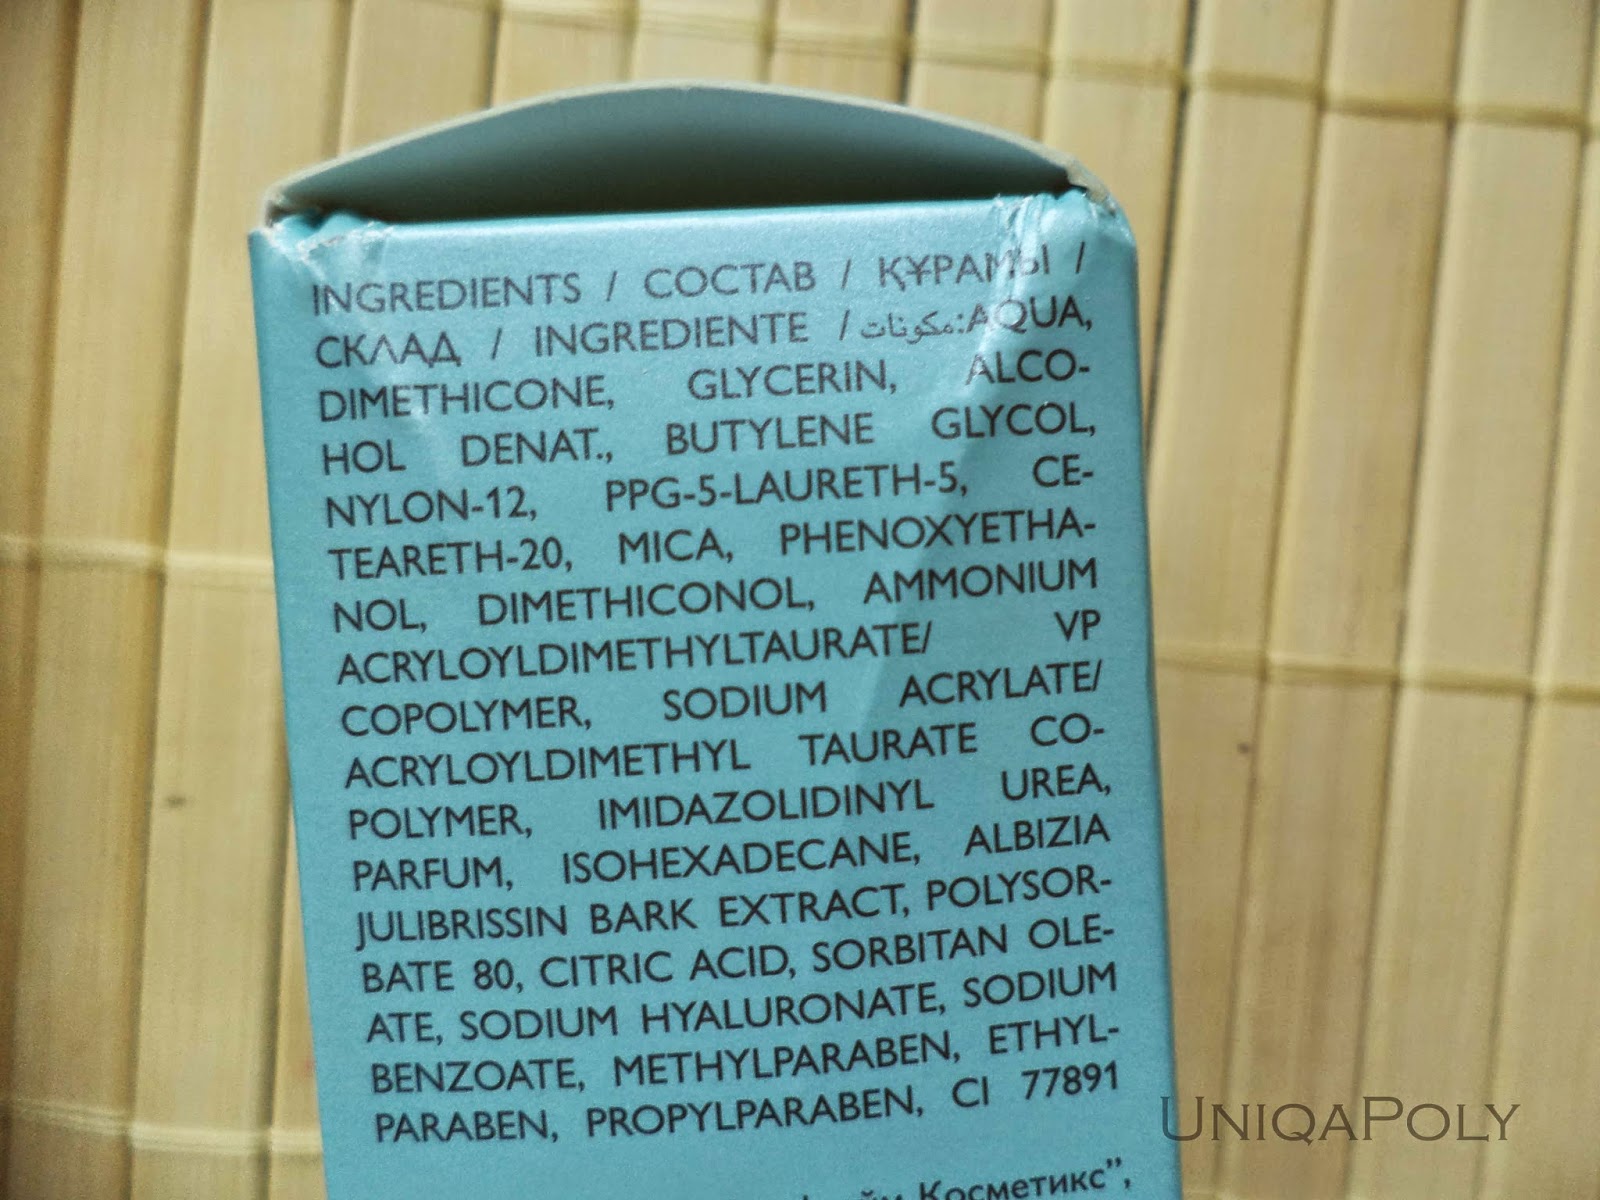 INGREDIENTS / СОСТАВ / ҚҰРАМЫ /
СКЛАД / INGREDIENTE / مكونات:AQUA,
DIMETHICONE, GLYCERIN, ALCO-
HOL DENAT., BUTYLENE GLYCOL,
NYLON-12, PPG-5-LAURETH-5, CE-
TEARETH-20, MICA, PHENOXYETHA-
NOL, DIMETHICONOL, AMMONIUM
ACRYLOYLDIMETHYLTAURATE/ VP
COPOLYMER, SODIUM ACRYLATE/
ACRYLOYLDIMETHYL TAURATE CO-
POLYMER, IMIDAZOLIDINYL UREA,
PARFUM, ISOHEXADECANE, ALBIZIA
JULIBRISSIN BARK EXTRACT, POLYSOR-
BATE 80, CITRIC ACID, SORBITAN OLE-
ATE, SODIUM HYALURONATE, SODIUM
BENZOATE, METHYLPARABEN, ETHYL-
PARABEN, PROPYLPARABEN, CI 77891
Косметикс”,
UNIQAPOLY